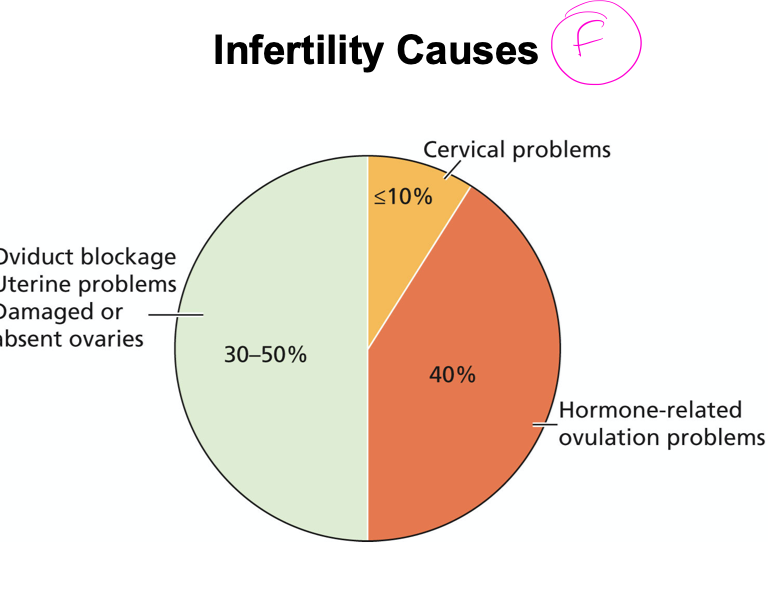 Infertility Causes F
Cervical problems
≤10%
Oviduct blockage
Uterine problems
Damaged or
absent ovaries
30–50%
40%
Hormone-related
ovulation problems